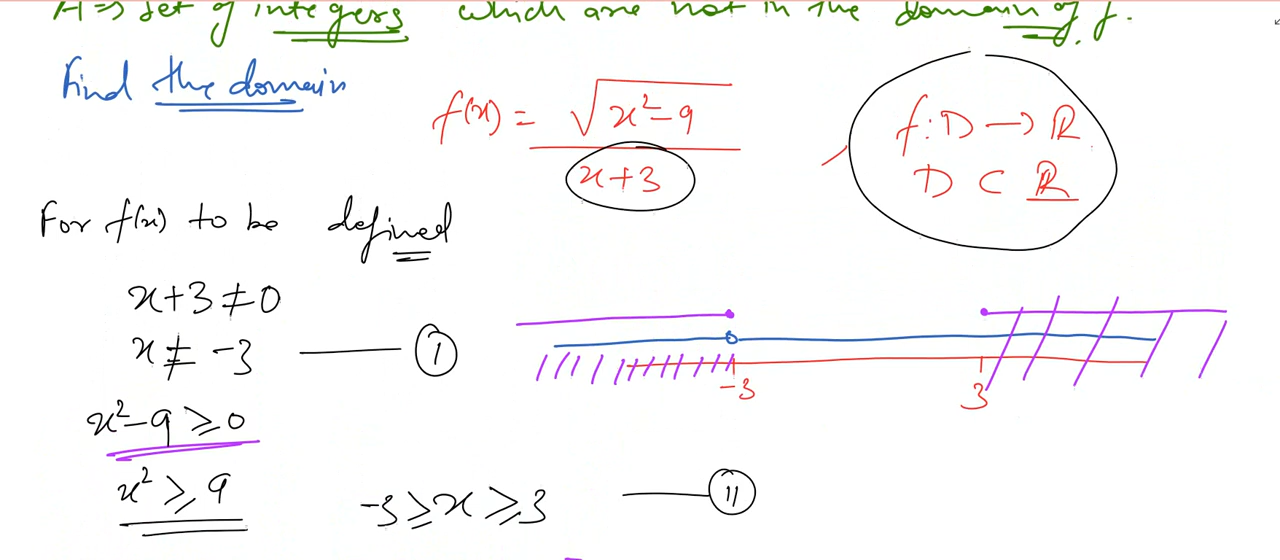 A => Set of integers which are not in the domain of f.
Find the domain
f(x) = √(x²-9) / (x+3)
f: D → R
D ⊂ R
For f(x) to be defined
x+3 ≠ 0
x ≠ -3 —— I
-3
3
x²-9 ≥ 0
x² ≥ 9
-3 ≥ x ≥ 3 —— II